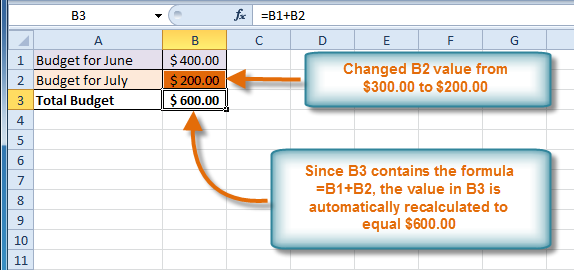 B3 fx =B1+B2
A B C D E F G
1 Budget for June $ 400.00
2 Budget for July $ 200.00
3 Total Budget $ 600.00
4
5
6
7
8
9
10
11
Changed B2 value from
$300.00 to $200.00
Since B3 contains the formula
=B1+B2, the value in B3 is
automatically recalculated to
equal $600.00